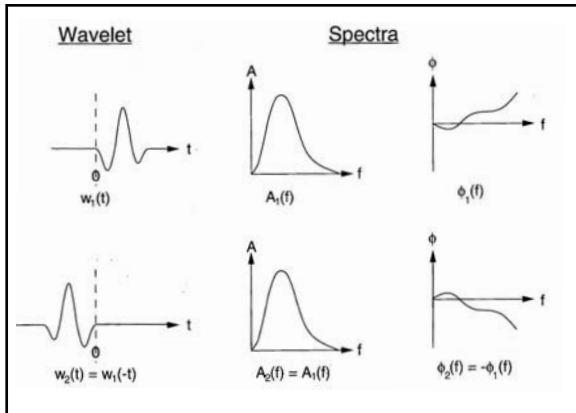 Wavelet Spectra
A ϕ
t f f
0
w₁(t) A₁(f) ϕ₁(f)
A ϕ
t f f
0
w₂(t) = w₁(-t) A₂(f) = A₁(f) ϕ₂(f) = -ϕ₁(f)